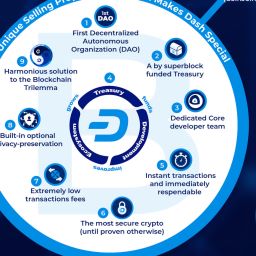 nique Selling Pro
Makes Dash Special
1
1st
DAO
First Decentralized
Autonomous
Organization (DAO)
9
Harmonious solution
to the Blockchain
Trilemma
2
A by superblock
funded Treasury
4
grows
Treasury
funds
3
Dedicated Core
developer team
8
Built-in optional
ivacy-preservation
Ecosystem
Development
improves
5
Instant transactions
and immediately
respendable
7
Extremely low
transactions fees
6
The most secure crypto
(until proven otherwise)